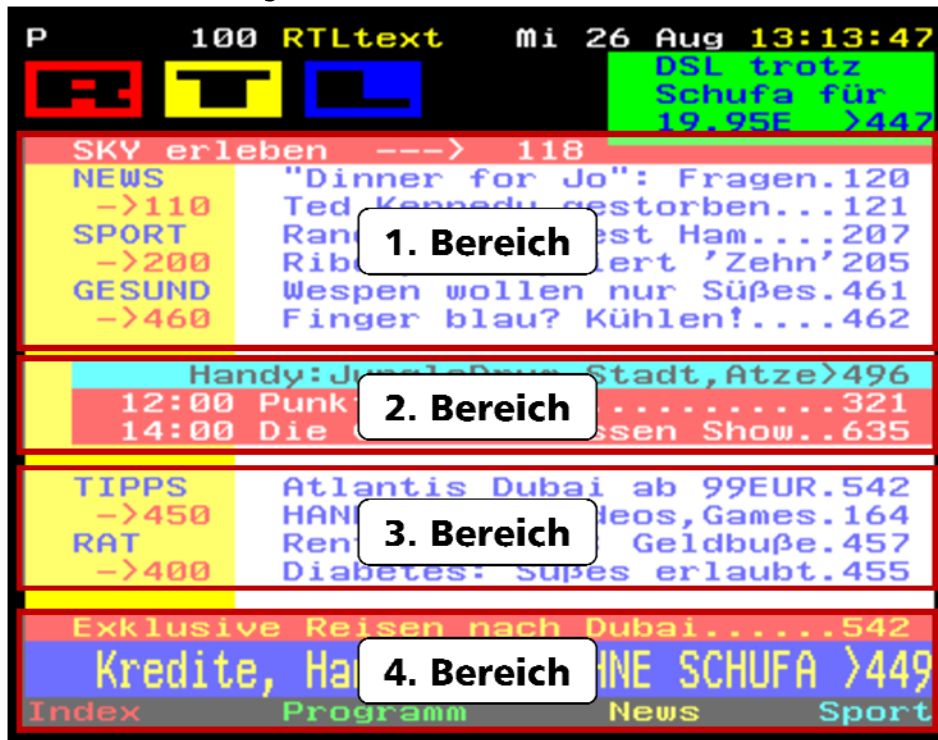 P 100 RTLtext Mi 26 Aug 13:13:47
RTL
DSL trotz
Schufa für
19,95E >447
SKY erleben ---> 118
NEWS "Dinner for Jo": Fragen.120
->110 Ted Kennedy gestorben...121
SPORT Ham....207
->200 'Zehn'205
GESUND Wespen wollen nur Süßes.461
->460 Finger blau? Kühlen!....462
1. Bereich
Handy: Stadt,Atze>496
12:00 ..........321
14:00 Die Show..635
2. Bereich
TIPPS Atlantis Dubai ab 99EUR.542
->450 Games.164
RAT Geldbuße.457
->400 Diabetes: Süßes erlaubt.455
3. Bereich
Exklusive Reisen nach Dubai......542
Kredite, SCHUFA >449
4. Bereich
Index Programm News Sport